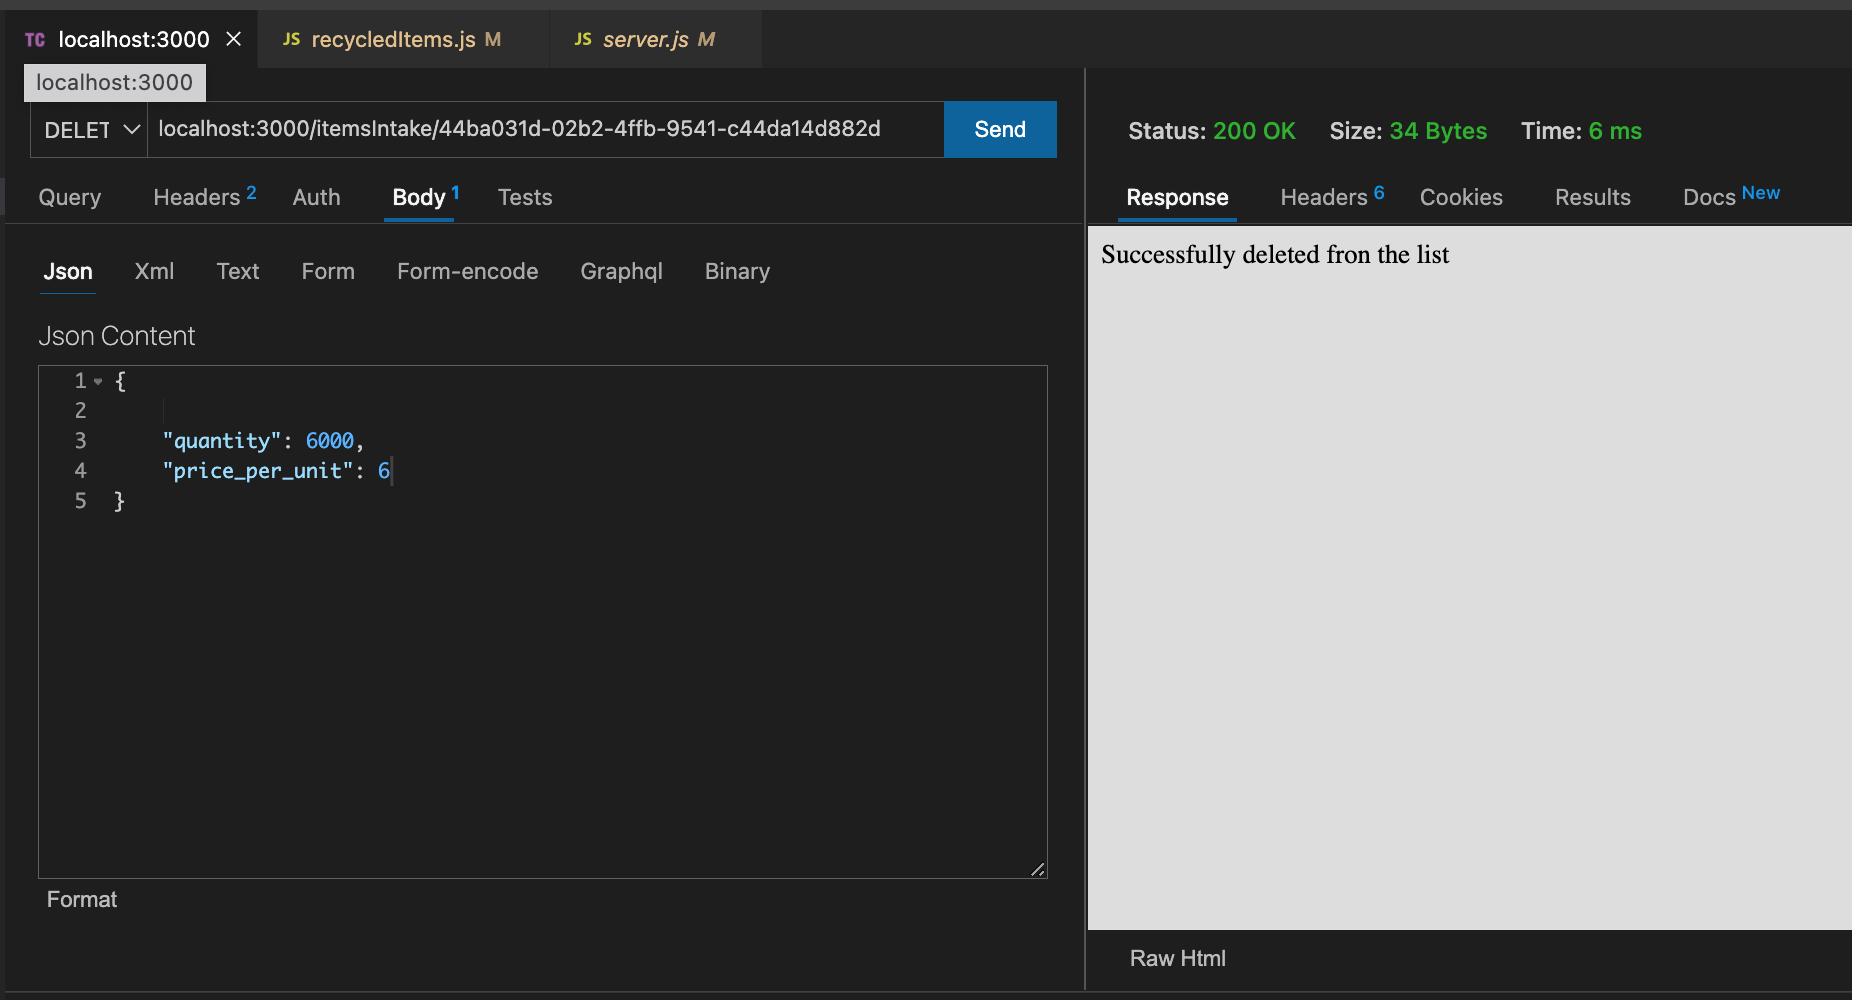 TC localhost:3000 × JS recycledItems.js M JS server.js M
localhost:3000
DELET localhost:3000/itemsIntake/44ba031d-02b2-4ffb-9541-c44da14d882d Send
Query Headers 2 Auth Body 1 Tests
Json Xml Text Form Form-encode Graphql Binary
Json Content
1 {
2
3 "quantity": 6000,
4 "price_per_unit": 6
5 }
Format
Status: 200 OK Size: 34 Bytes Time: 6 ms
Response Headers 6 Cookies Results Docs New
Successfully deleted fron the list
Raw Html